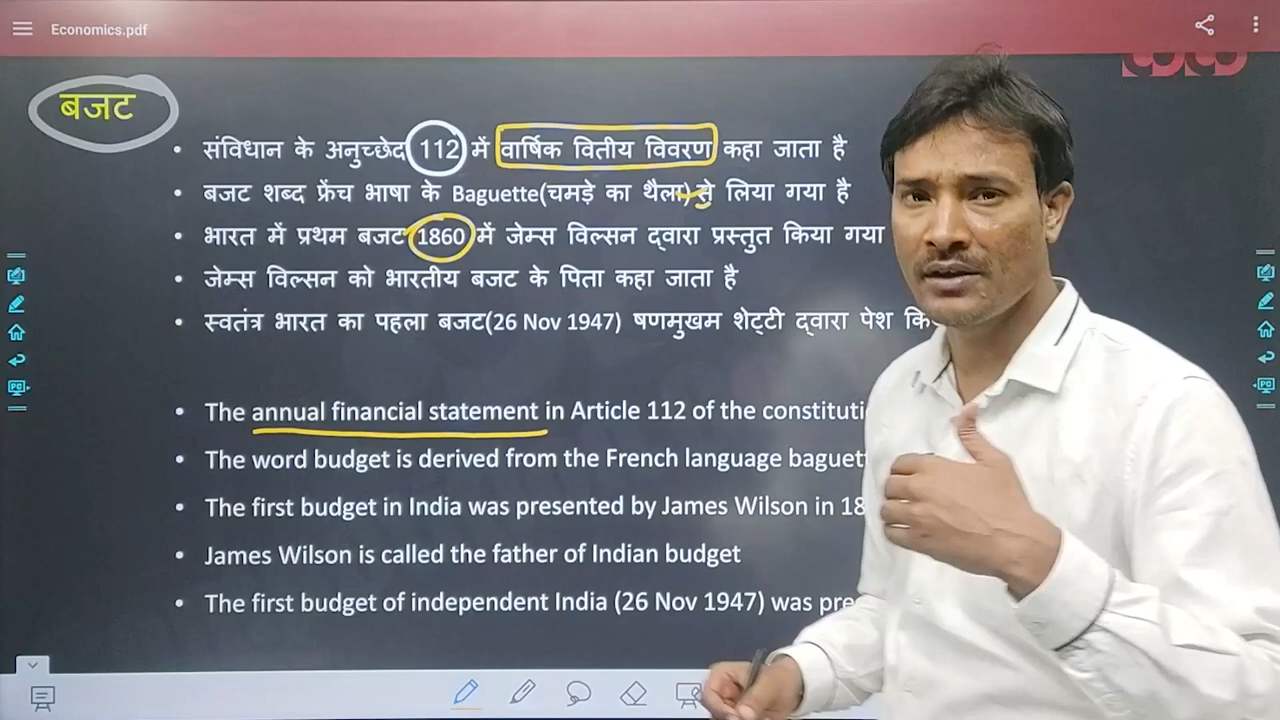 Economics.pdf
बजट
• संविधान के अनुच्छेद 112 में वार्षिक वितीय विवरण कहा जाता है
• बजट शब्द फ्रेंच भाषा के Baguette(चमड़े का थैला) से लिया गया है
• भारत में प्रथम बजट 1860 में जेम्स विल्सन द्वारा प्रस्तुत किया गया
• जेम्स विल्सन को भारतीय बजट के पिता कहा जाता है
• स्वतंत्र भारत का पहला बजट(26 Nov 1947) षणमुखम शेट्टी द्वारा पेश
• The annual financial statement in Article 112 of the
• The word budget is derived from the French language
• The first budget in India was presented by James Wilson in
• James Wilson is called the father of Indian budget
• The first budget of independent India (26 Nov 1947) was